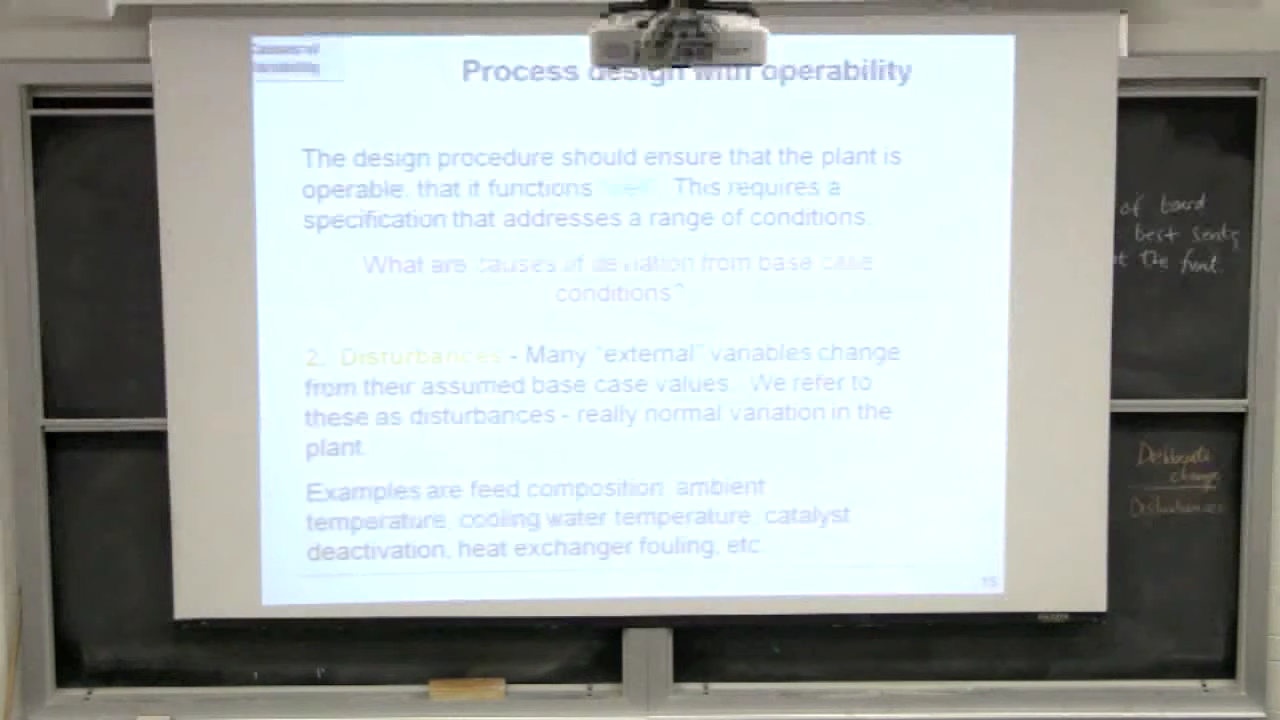 Process design with operability
The design procedure should ensure that the plant is
operable, that it functions "well". This requires a
specification that addresses a range of conditions.
What are causes of deviation from base case
conditions?
2. Disturbances - Many "external" variables change
from their assumed base case values. We refer to
these as disturbances - really normal variation in the
plant.
Examples are feed composition, ambient
temperature, cooling water temperature, catalyst
deactivation, heat exchanger fouling, etc.
15
of board
best seats
at the front.
Deliberate
change
Disturbances